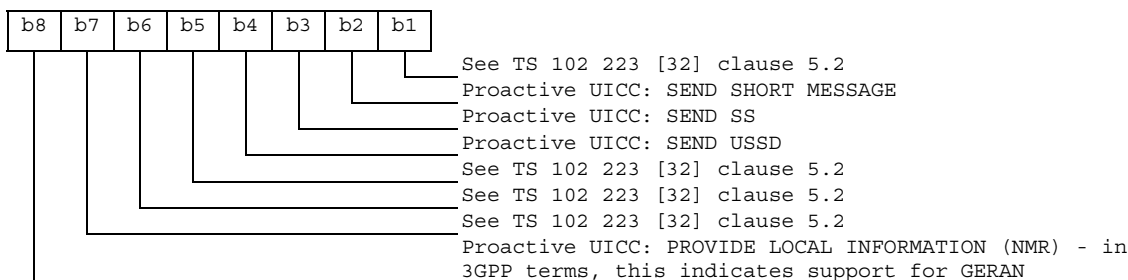 b8 b7 b6 b5 b4 b3 b2 b1
See TS 102 223 [32] clause 5.2
Proactive UICC: SEND SHORT MESSAGE
Proactive UICC: SEND SS
Proactive UICC: SEND USSD
See TS 102 223 [32] clause 5.2
See TS 102 223 [32] clause 5.2
See TS 102 223 [32] clause 5.2
Proactive UICC: PROVIDE LOCAL INFORMATION (NMR) - in
3GPP terms, this indicates support for GERAN